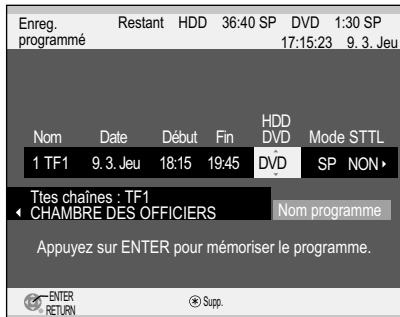 Enreg. programmé Restant HDD 36:40 SP DVD 1:30 SP
17:15:23 9. 3. Jeu
Nom Date Début Fin HDD DVD Mode STTL
1 TF1 9. 3. Jeu 18:15 19:45 DVD SP NON
Ttes chaînes : TF1
CHAMBRE DES OFFICIERS
Nom programme
Appuyez sur ENTER pour mémoriser le programme.
ENTER
RETURN
Supp.